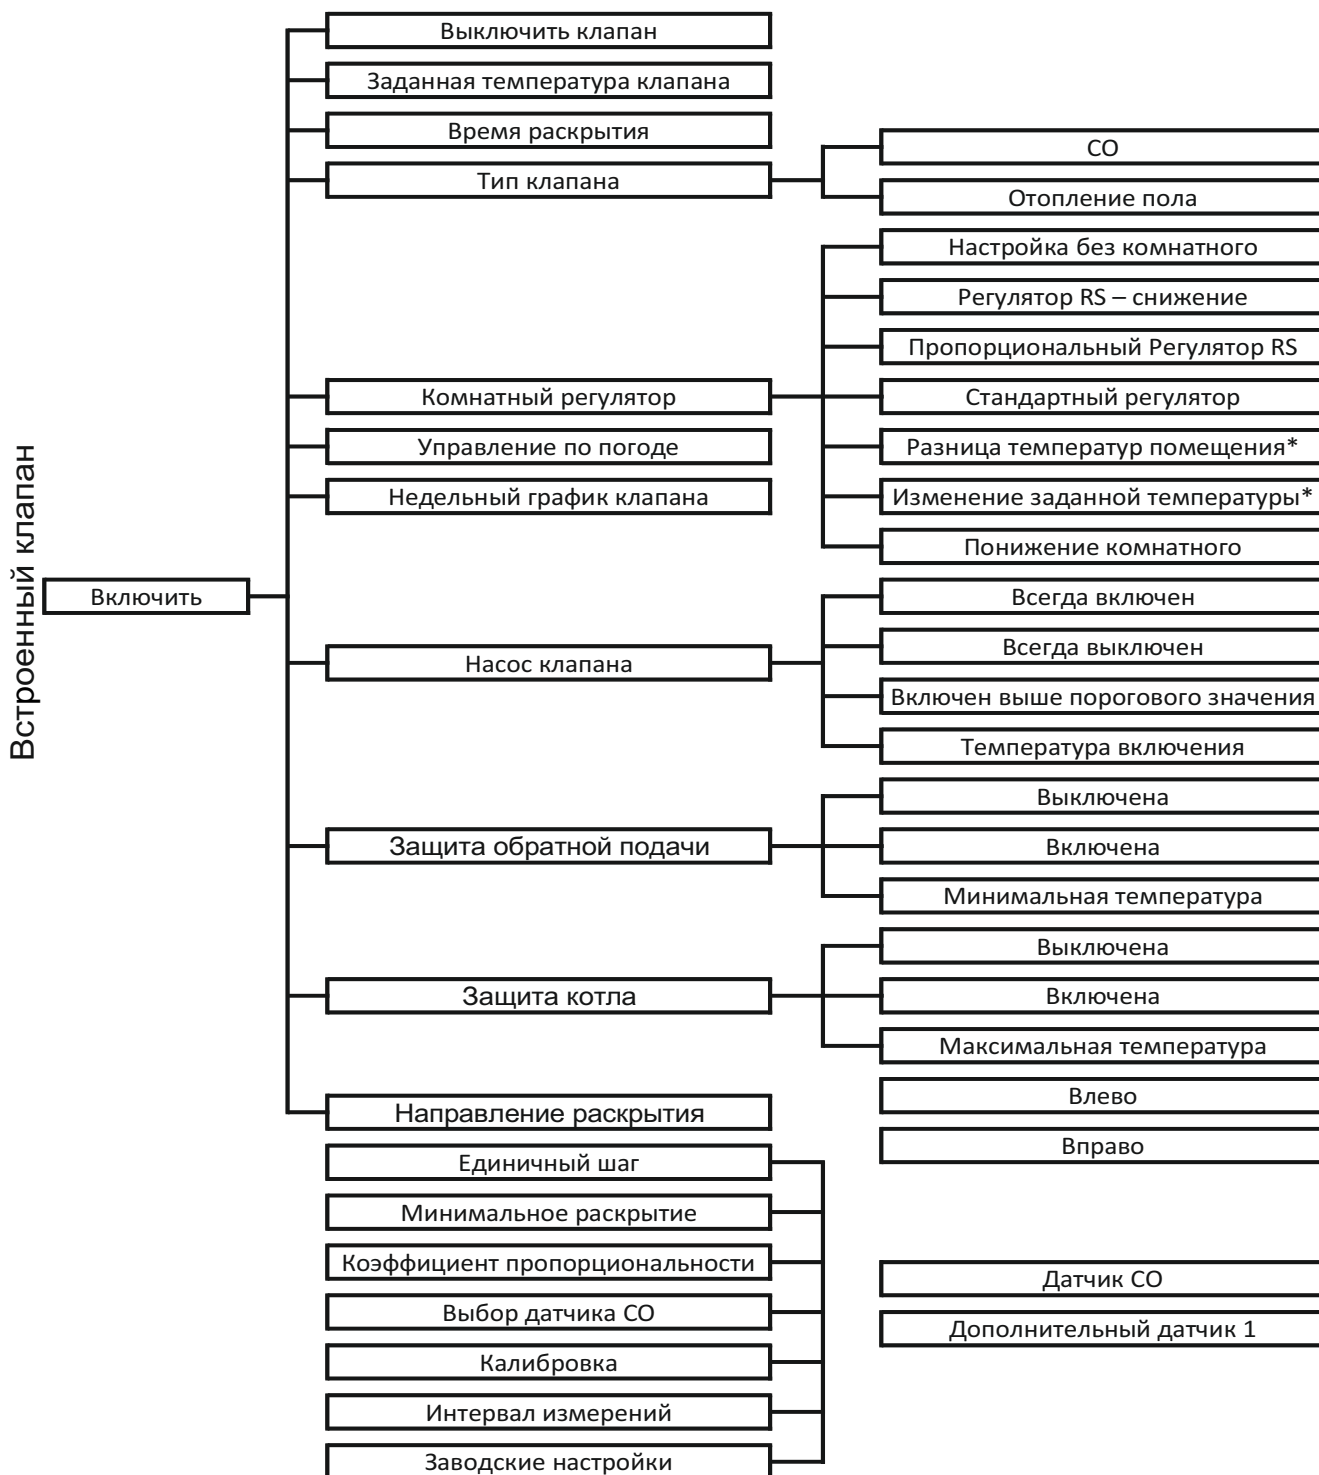 Встроенный клапан
Включить
Выключить клапан
Заданная температура клапана
Время раскрытия
Тип клапана
СО
Отопление пола
Комнатный регулятор
Настройка без комнатного
Регулятор RS – снижение
Пропорциональный Регулятор RS
Стандартный регулятор
Разница температур помещения*
Изменение заданной температуры*
Понижение комнатного
Управление по погоде
Недельный график клапана
Насос клапана
Всегда включен
Всегда выключен
Включен выше порогового значения
Температура включения
Защита обратной подачи
Выключена
Включена
Минимальная температура
Защита котла
Выключена
Включена
Максимальная температура
Направление раскрытия
Влево
Вправо
Единичный шаг
Минимальное раскрытие
Коэффициент пропорциональности
Выбор датчика СО
Датчик СО
Дополнительный датчик 1
Калибровка
Интервал измерений
Заводские настройки